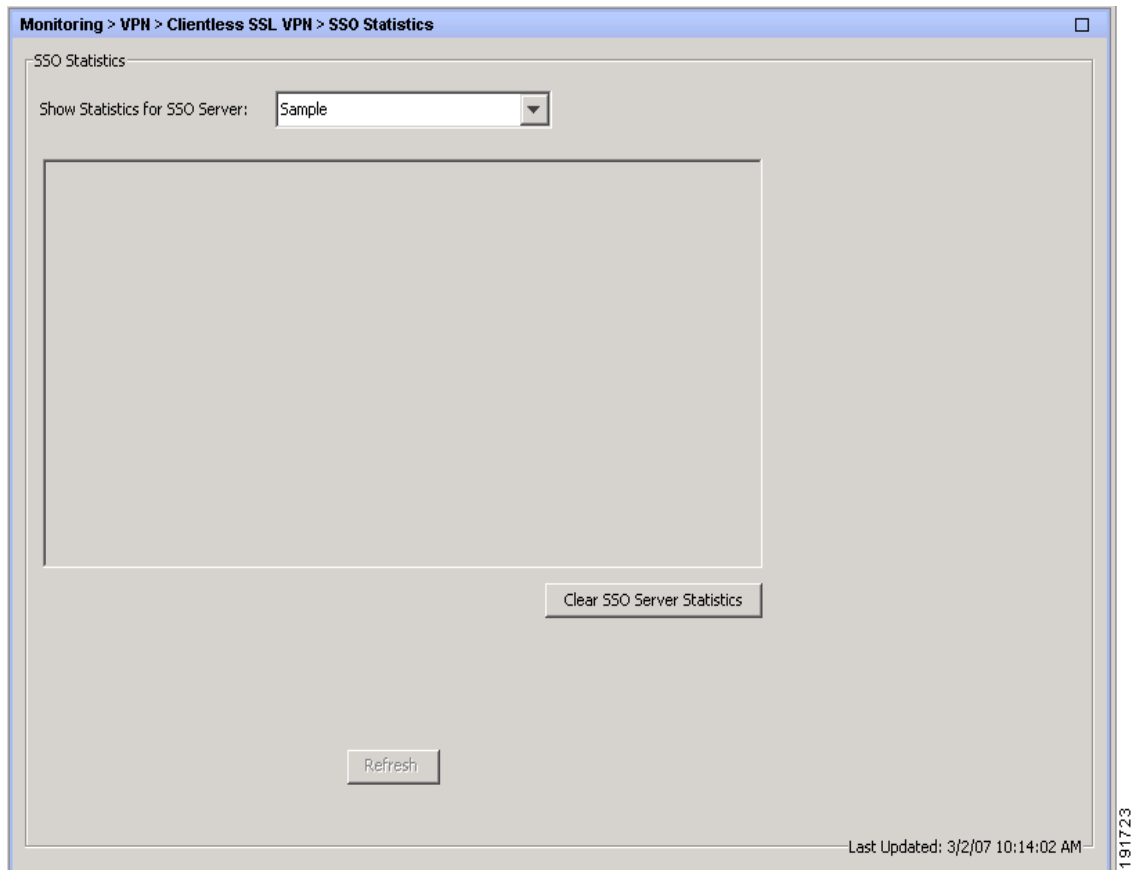 Monitoring > VPN > Clientless SSL VPN > SSO Statistics
SSO Statistics
Show Statistics for SSO Server: Sample
Clear SSO Server Statistics
Refresh
Last Updated: 3/2/07 10:14:02 AM
191723